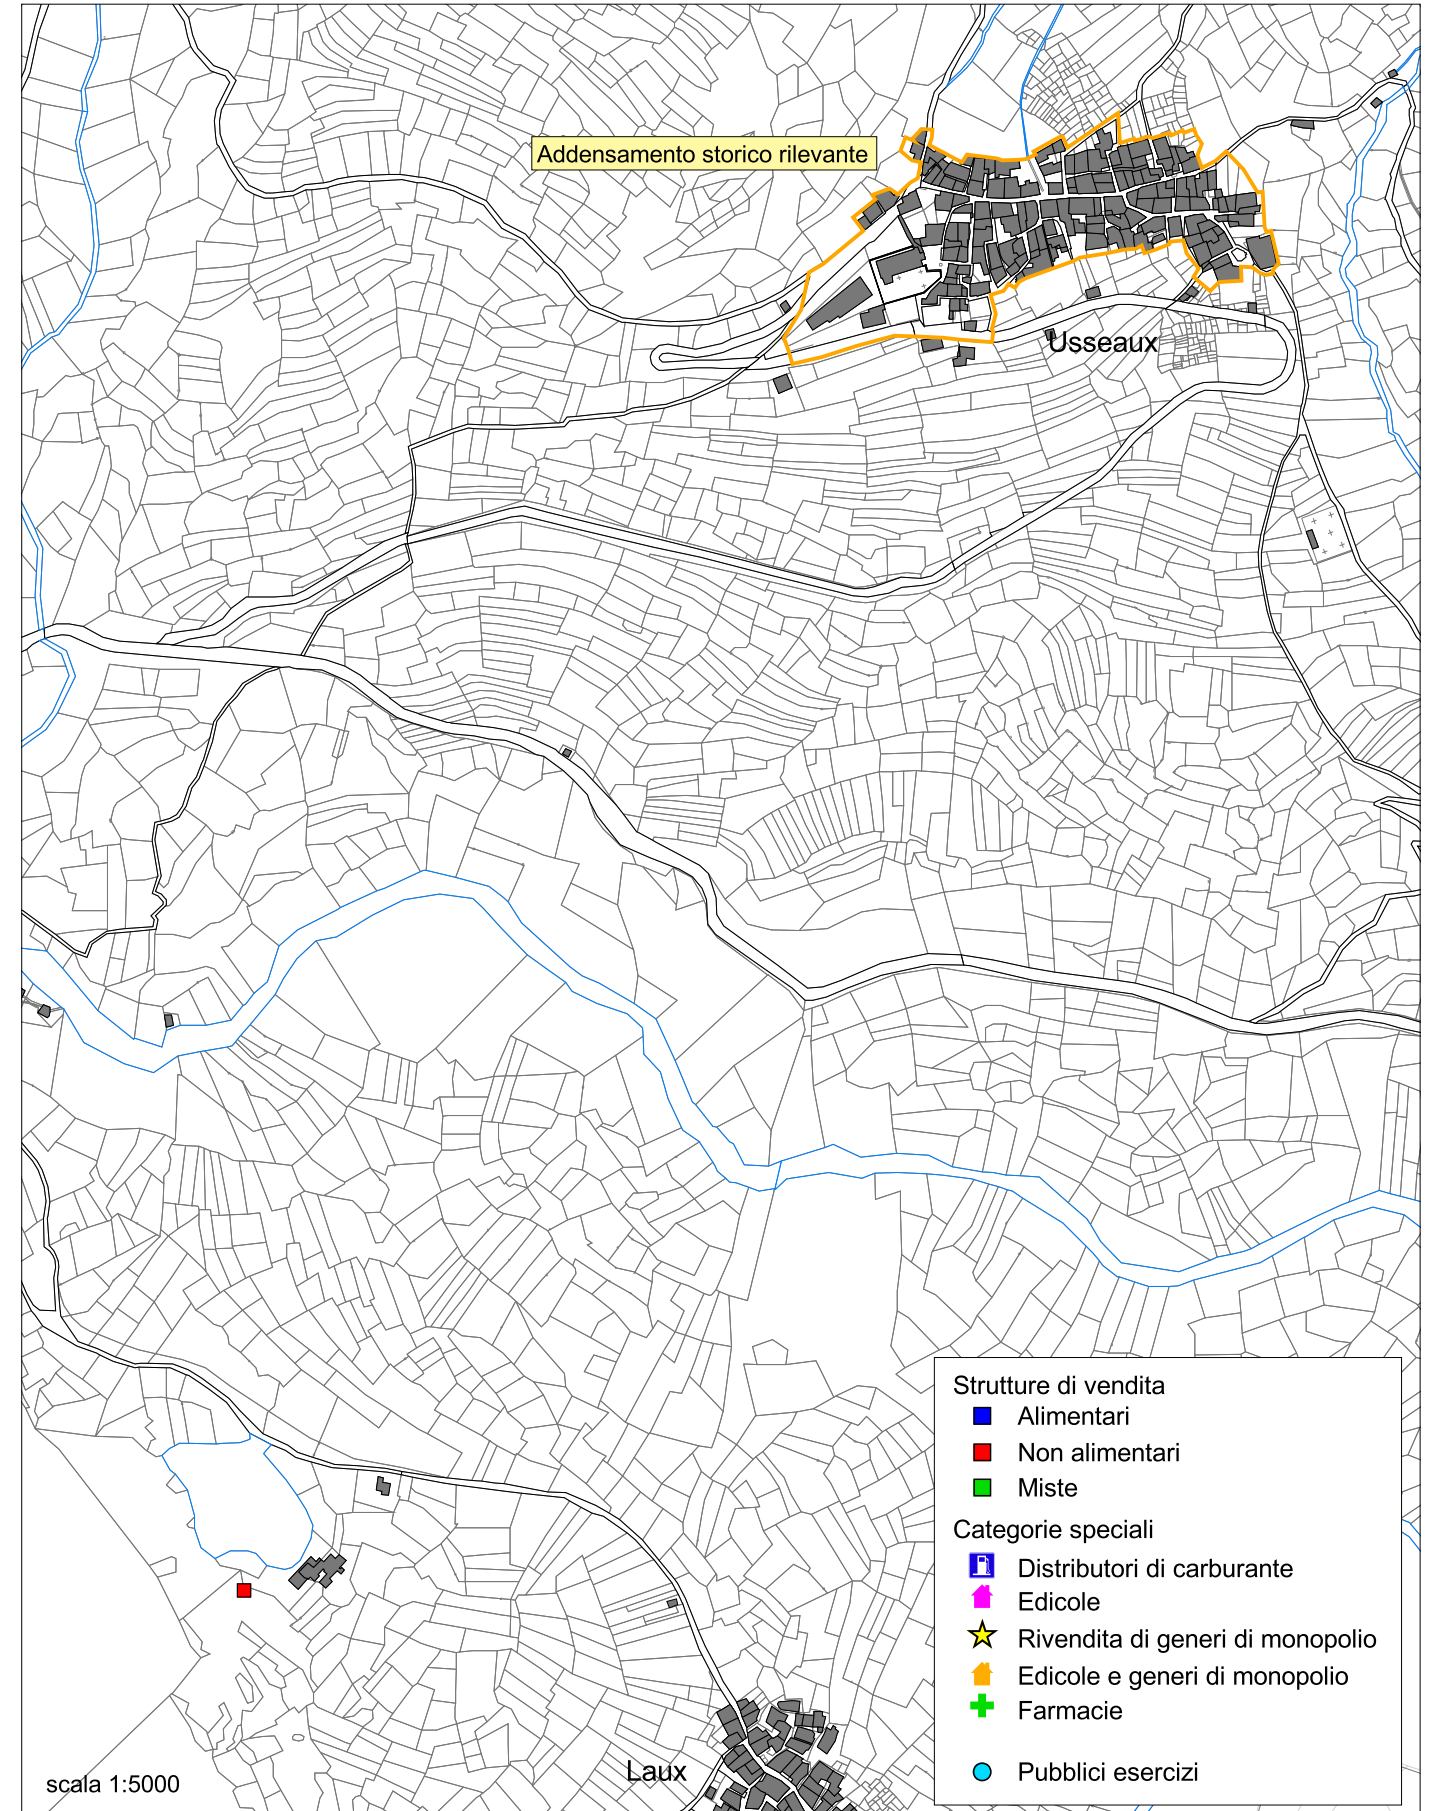 Addensamento storico rilevante
Usseaux
Strutture di vendita
Alimentari
Non alimentari
Miste
Categorie speciali
Distributori di carburante
Edicole
Rivendita di generi di monopolio
Edicole e generi di monopolio
Farmacie
Pubblici esercizi
Laux
scala 1:5000